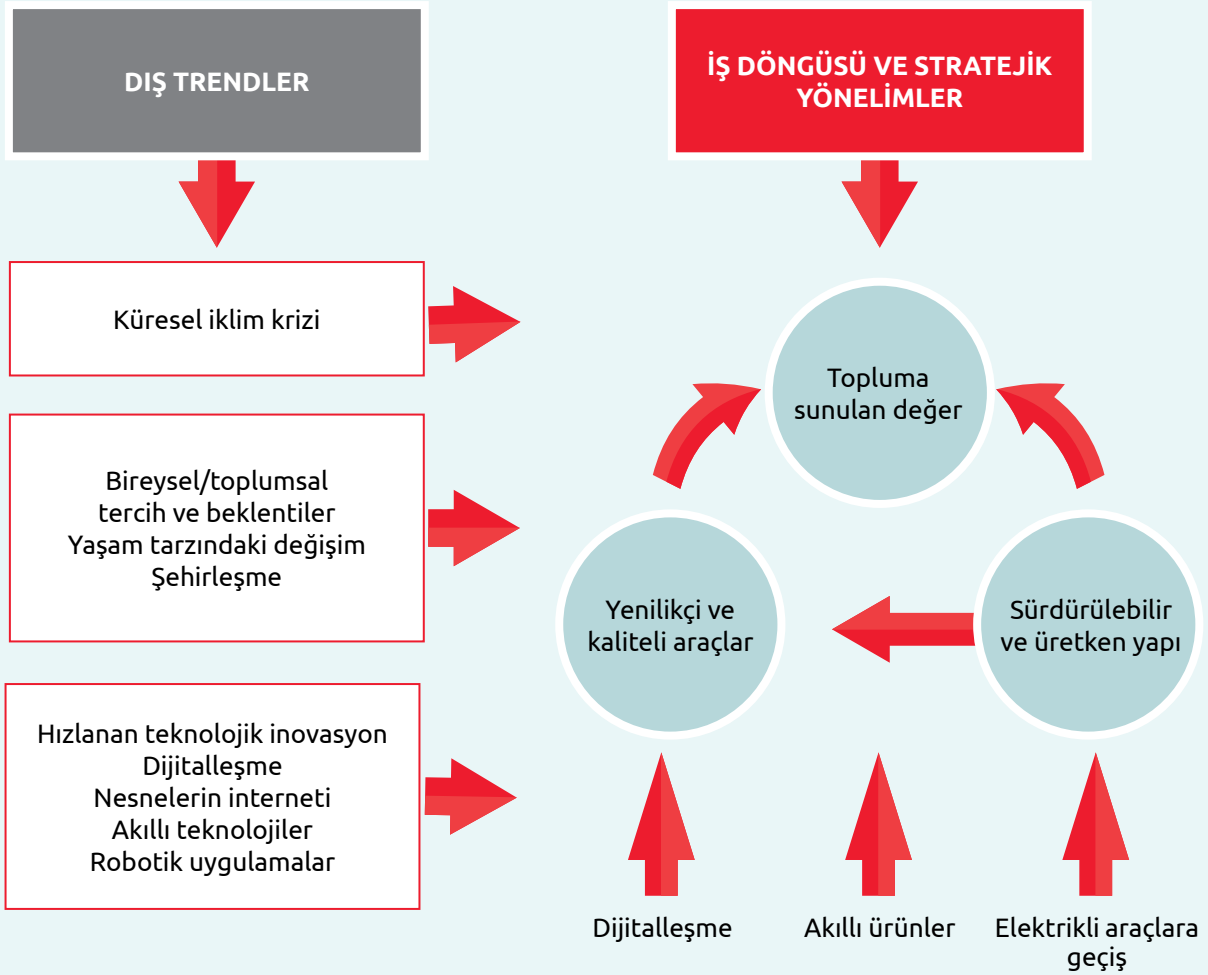 DIŞ TRENDLER
Küresel iklim krizi
Bireysel/toplumsal
tercih ve beklentiler
Yaşam tarzındaki değişim
Şehirleşme
Hızlanan teknolojik inovasyon
Dijitalleşme
Nesnelerin interneti
Akıllı teknolojiler
Robotik uygulamalar
İŞ DÖNGÜSÜ VE STRATEJİK
YÖNELİMLER
Topluma
sunulan değer
Yenilikçi ve
kaliteli araçlar
Sürdürülebilir
ve üretken yapı
Dijitalleşme
Akıllı ürünler
Elektrikli araçlara
geçiş